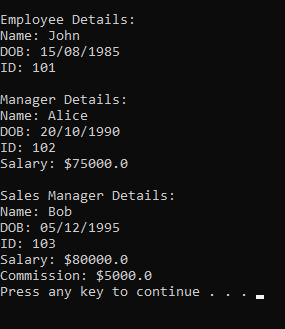 Employee Details:
Name: John
DOB: 15/08/1985
ID: 101

Manager Details:
Name: Alice
DOB: 20/10/1990
ID: 102
Salary: $75000.0

Sales Manager Details:
Name: Bob
DOB: 05/12/1995
ID: 103
Salary: $80000.0
Commission: $5000.0
Press any key to continue . . .